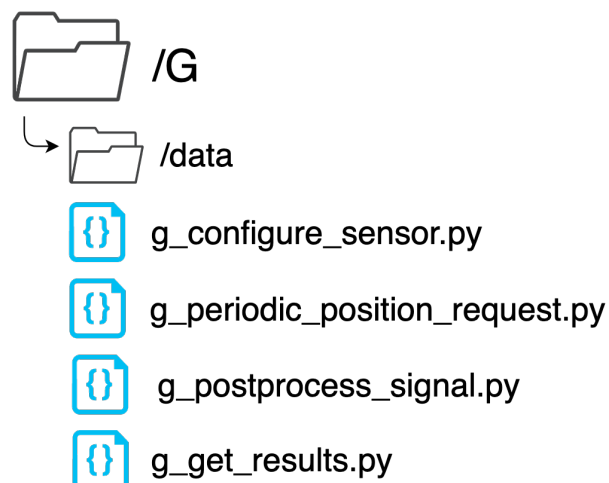 /G
/data
{} g_configure_sensor.py
{} g_periodic_position_request.py
{} g_postprocess_signal.py
{} g_get_results.py